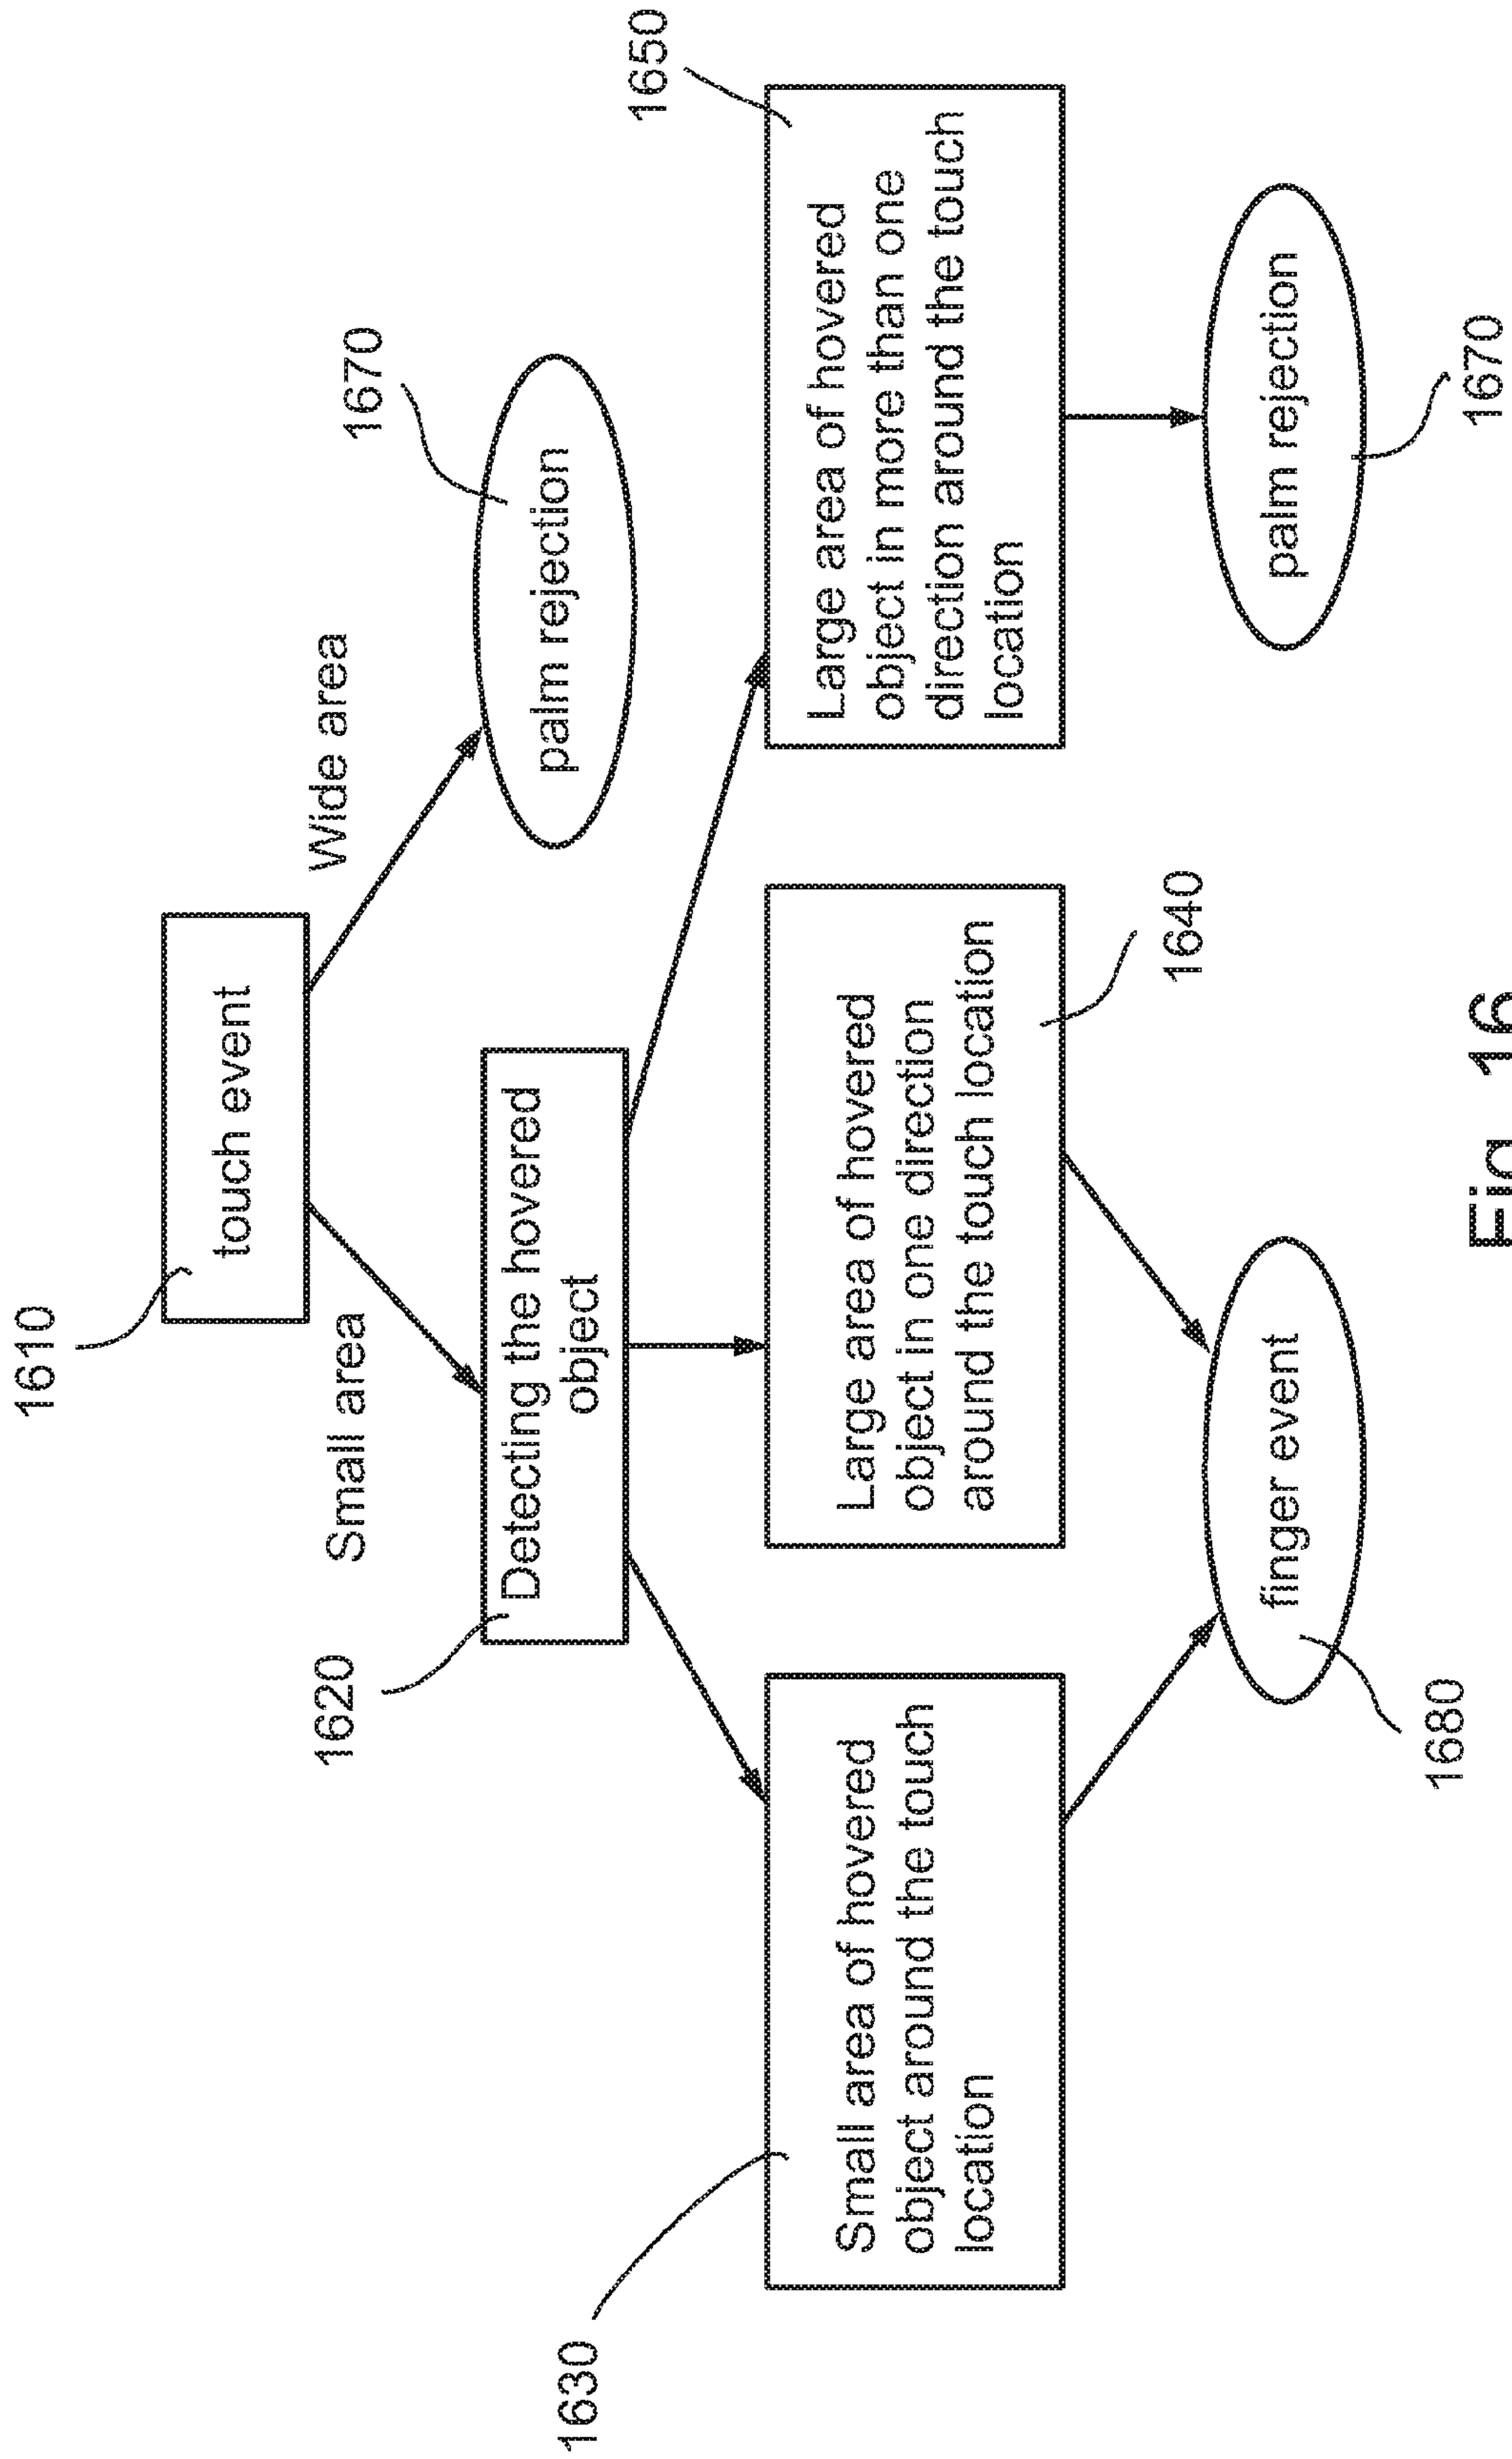 1610
touch event
Small area
Wide area
1620
Detecting the hovered
object
1670
palm rejection
1630
Small area of hovered
object around the touch
location
Large area of hovered
object in one direction
around the touch location
1640
1650
Large area of hovered
object in more than one
direction around the touch
location
1680
finger event
palm rejection
1670
Fig. 16